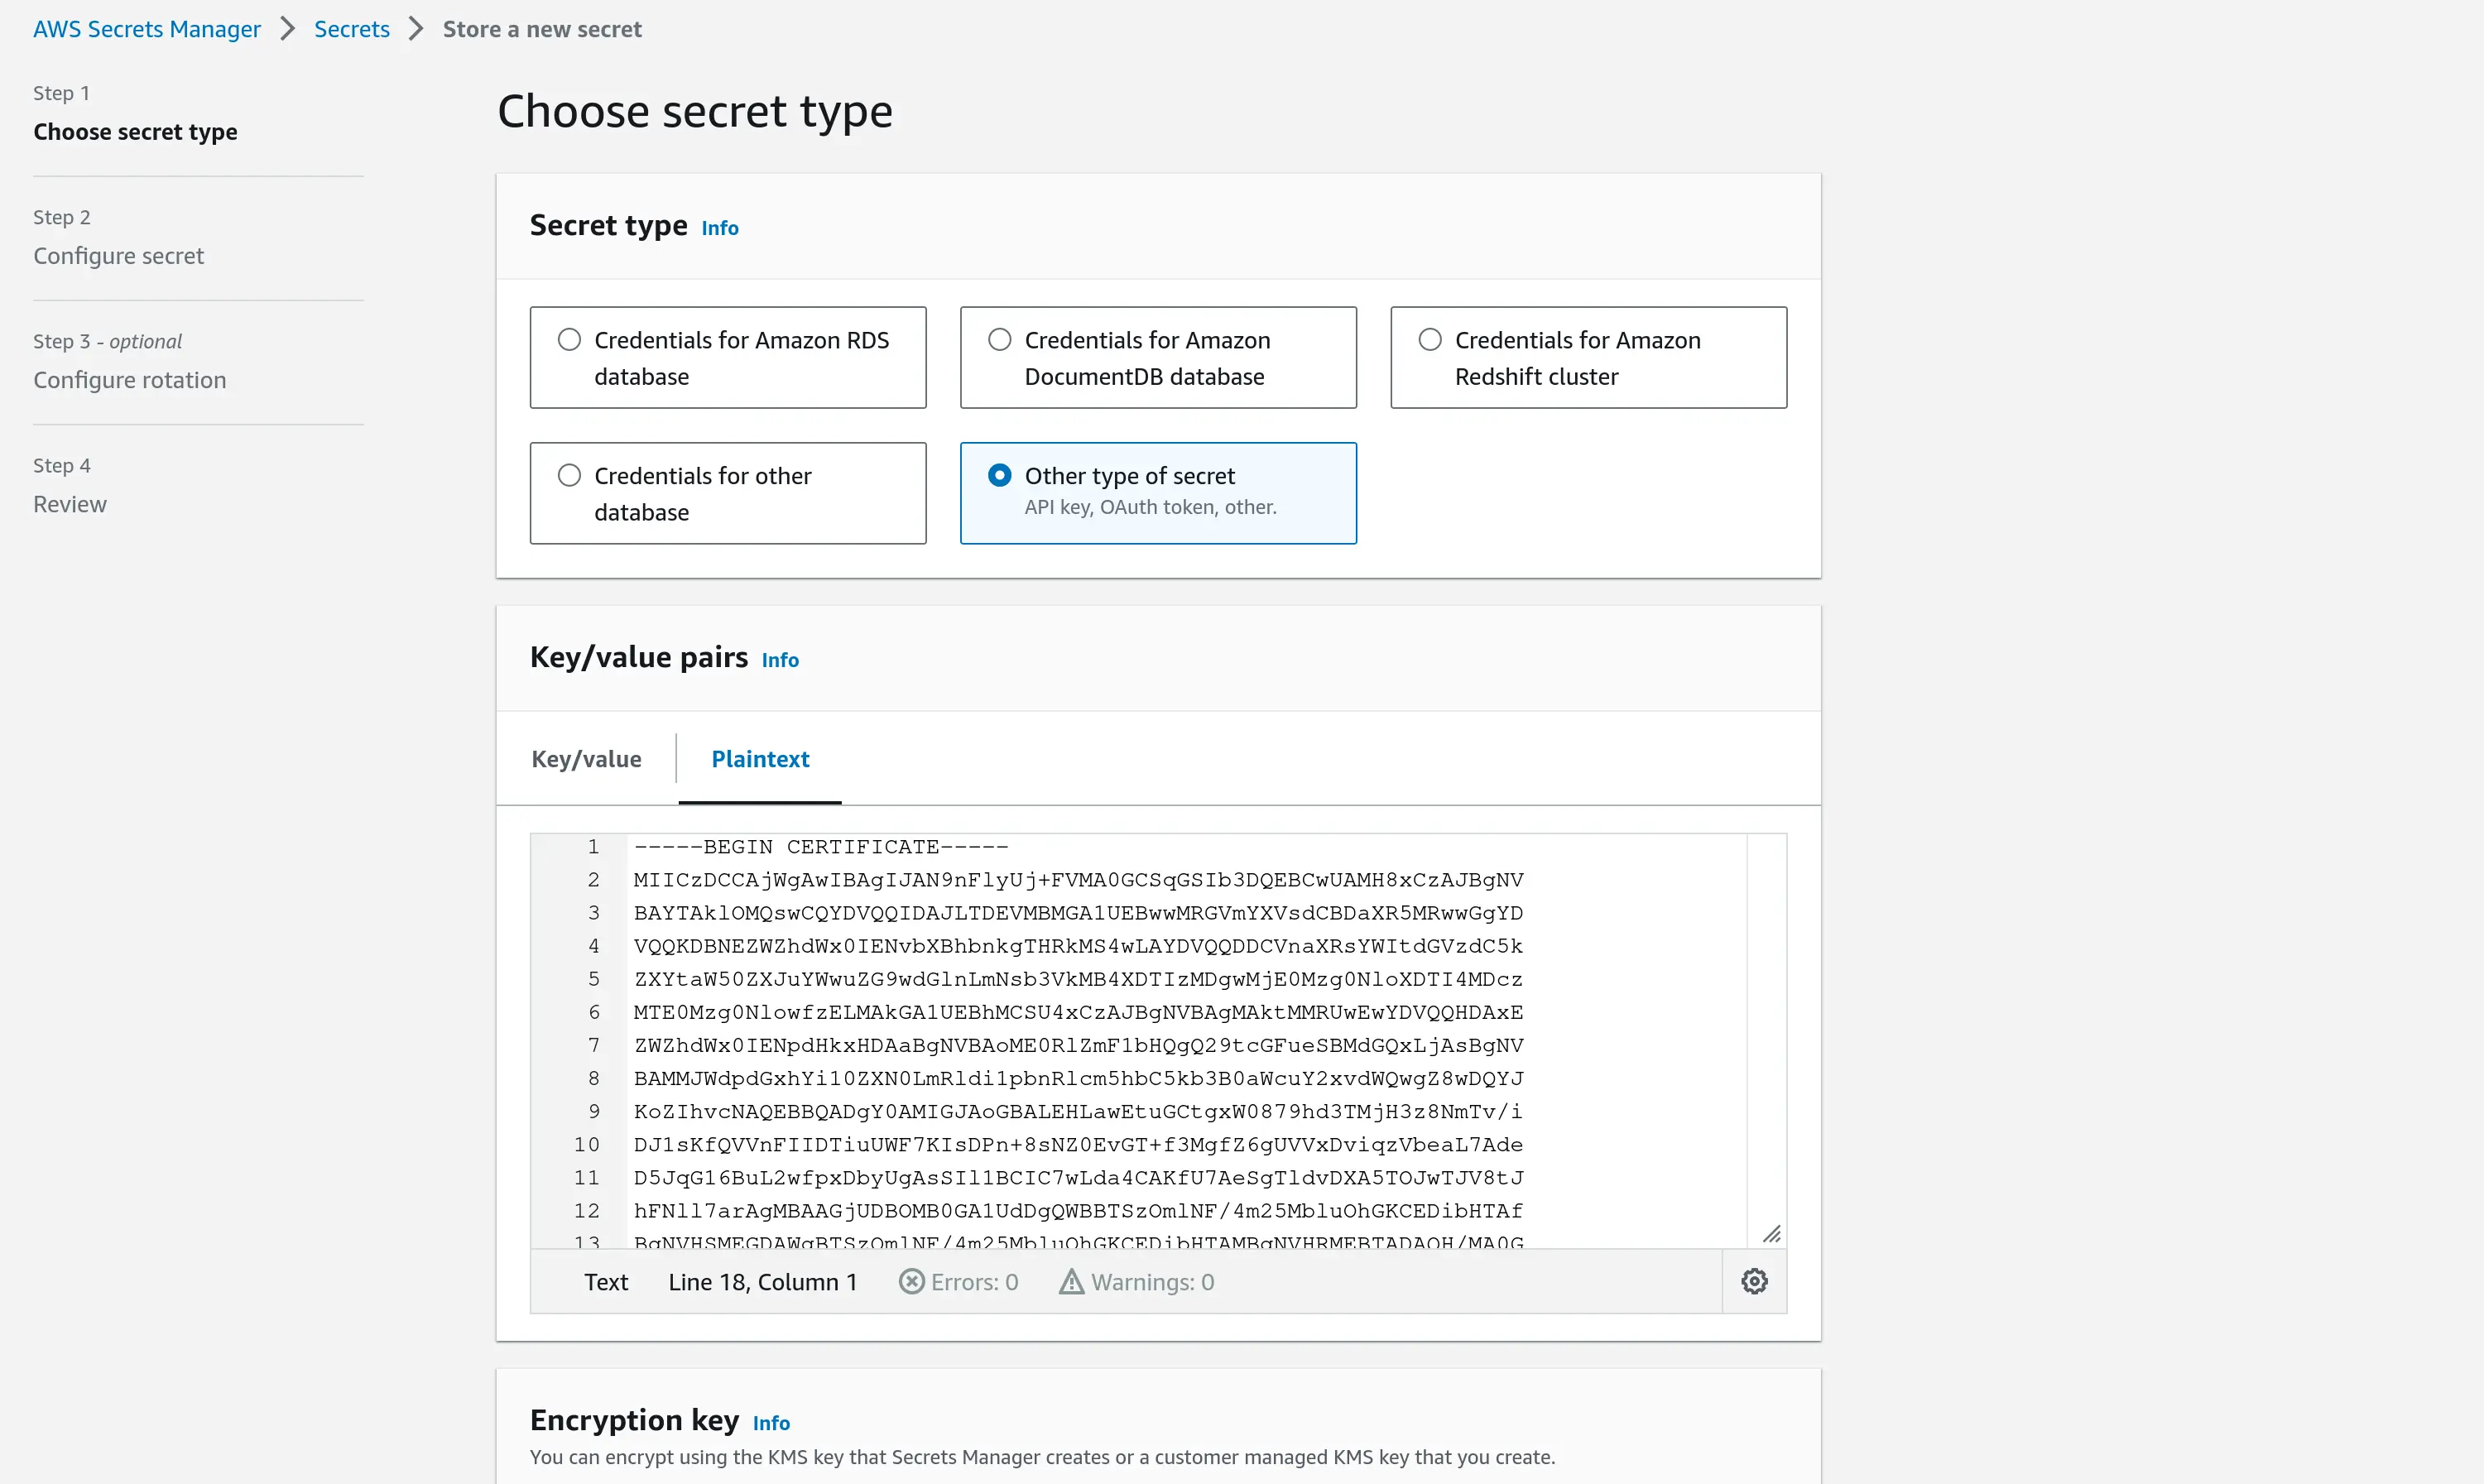 AWS Secrets Manager > Secrets > Store a new secret
Step 1
Choose secret type
Step 2
Configure secret
Step 3 - optional
Configure rotation
Step 4
Review
Choose secret type
Secret type Info
Credentials for Amazon RDS
database
Credentials for Amazon
DocumentDB database
Credentials for Amazon
Redshift cluster
Credentials for other
database
Other type of secret
API key, OAuth token, other.
Key/value pairs Info
Key/value
Plaintext
1 -----BEGIN CERTIFICATE-----
2 MIICzDCCAjWgAwIBAgIJAN9nFlyUj+FVMA0GCSqGSIb3DQEBCwUAMH8xCzAJBgNV
3 BAYTAklOMQswCQYDVQQIDAJLTDEVMBMGA1UEBwwMRGVmYXVsdCBDaXR5MRwwGgYD
4 VQQKDBNEZWZhdWx0IENvbXBhbnkgTHRkMS4wLAYDVQQDDCVnaXRsYWItdGVzdC5k
5 ZXYtaW50ZXJuYWwuZG9wdGlnLmNsb3VkMB4XDTIzMDgwMjE0Mzg0NloXDTI4MDcz
6 MTE0Mzg0NlowfzELMAkGA1UEBhMCSU4xCzAJBgNVBAgMAktMMRUwEwYDVQQHDAxE
7 ZWZhdWx0IENpdHkxHDAaBgNVBAoME0RlZmF1bHQgQ29tcGFueSBMdGQxLjAsBgNV
8 BAMMJWdpdGxhYi10ZXN0LmRldi1pbnRlcm5hbC5kb3B0aWcuY2xvdWQwgZ8wDQYJ
9 KoZIhvcNAQEBBQADgY0AMIGJAoGBALEHLawEtuGCtgxW0879hd3TMjH3z8NmTv/i
10 DJ1sKfQVVnFIIDTiuUWF7KIsDPn+8sNZ0EvGT+f3MgfZ6gUVVxDviqzVbeaL7Ade
11 D5JqG16BuL2wfpxDbyUgAsSIl1BCIC7wLda4CAKfU7AeSgTldvDXA5TOJwTJV8tJ
12 hFNll7arAgMBAAGjUDBOMB0GA1UdDgQWBBTSzOmlNF/4m25MbluOhGKCEDibHTAf
13 BgNVHSMEGDAWgBTSzOmlNF/4m25MbluOhGKCEDibHTAMBgNVHRMEBTADAQH/MA0G
Text Line 18, Column 1 Errors: 0 Warnings: 0
Encryption key Info
You can encrypt using the KMS key that Secrets Manager creates or a customer managed KMS key that you create.